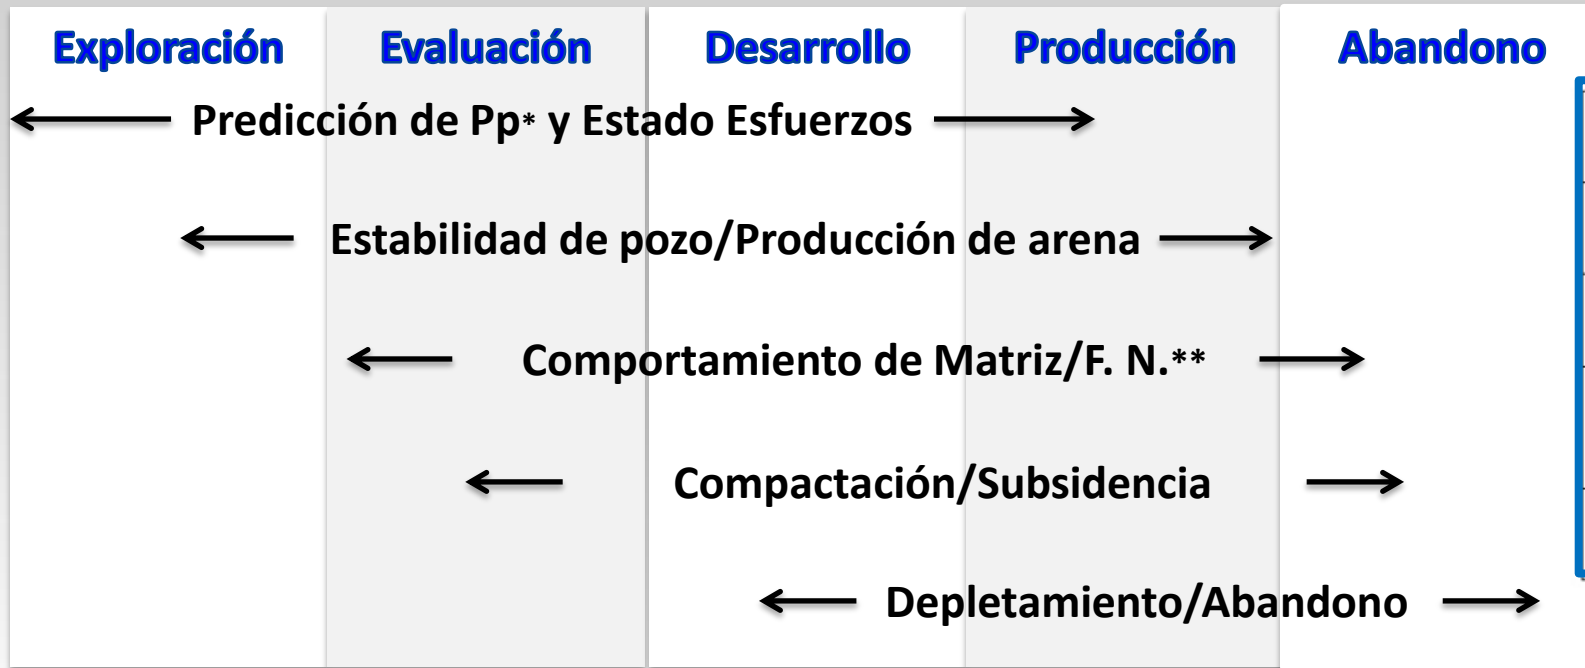 Exploración Evaluación Desarrollo Producción Abandono
Predicción de Pp* y Estado Esfuerzos
Estabilidad de pozo/Producción de arena
Comportamiento de Matriz/F. N.**
Compactación/Subsidencia
Depletamiento/Abandono